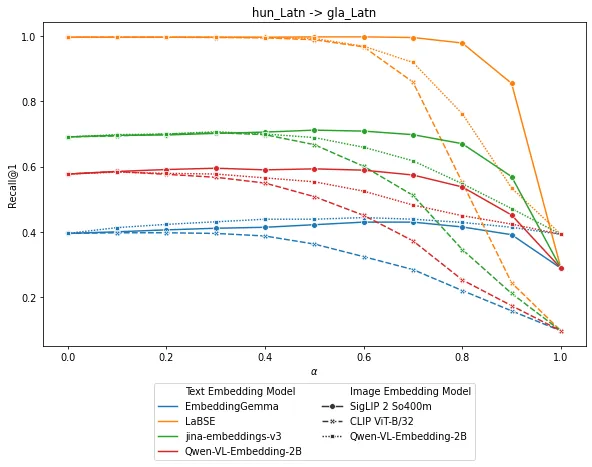 hun_Latn -> gla_Latn
Recall@1
1.0
0.8
0.6
0.4
0.2
0.0 0.2 0.4 0.6 0.8 1.0
α
Text Embedding Model Image Embedding Model
EmbeddingGemma SigLIP 2 So400m
LaBSE CLIP ViT-B/32
jina-embeddings-v3 Qwen-VL-Embedding-2B
Qwen-VL-Embedding-2B